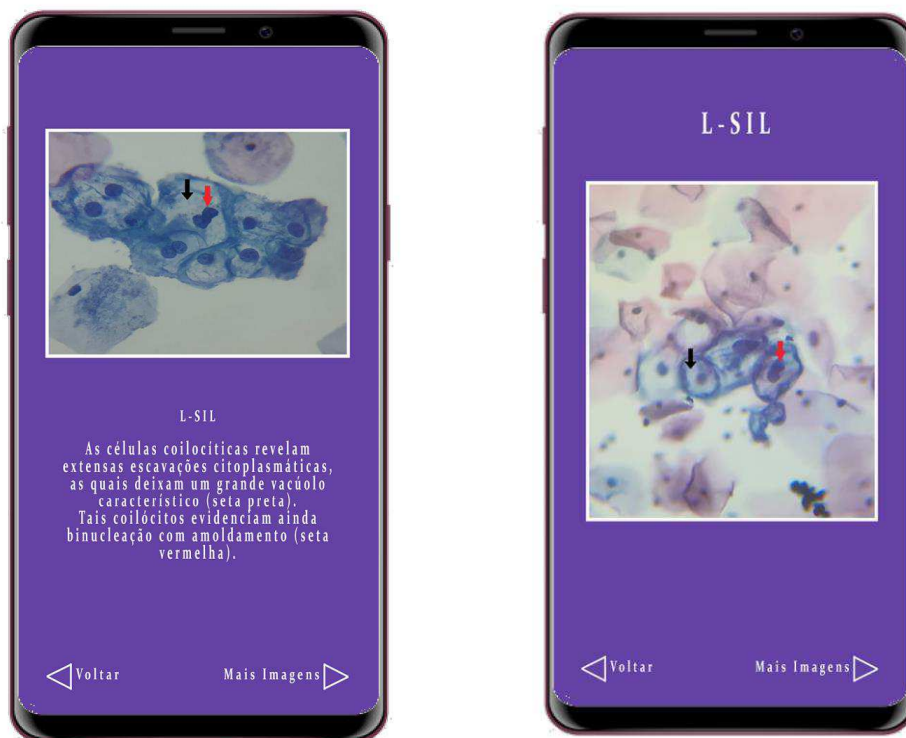 L-SIL
As células coilocíticas revelam
extensas escavações citoplasmáticas,
as quais deixam um grande vacúolo
característico (seta preta).
Tais coilócitos evidenciam ainda
binucleação com amoldamento (seta
vermelha).
Voltar
Mais Imagens
L-SIL
Voltar
Mais Imagens